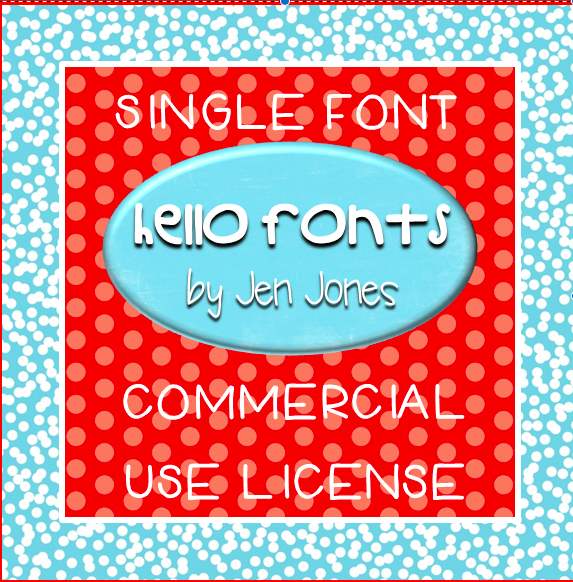 SINGLE FONT
hello fonts
by Jen Jones
COMMERCIAL
USE LICENSE